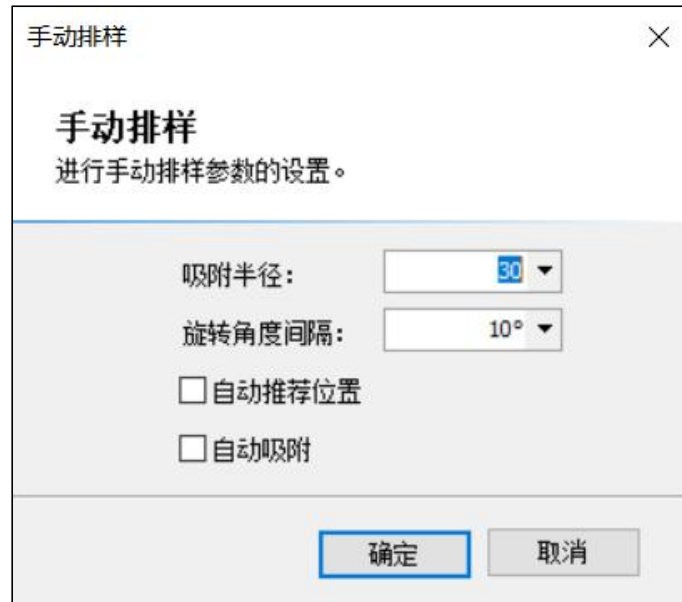 手动排样
手动排样
进行手动排样参数的设置。
吸附半径： 30
旋转角度间隔： 10°
自动推荐位置
自动吸附
确定 取消